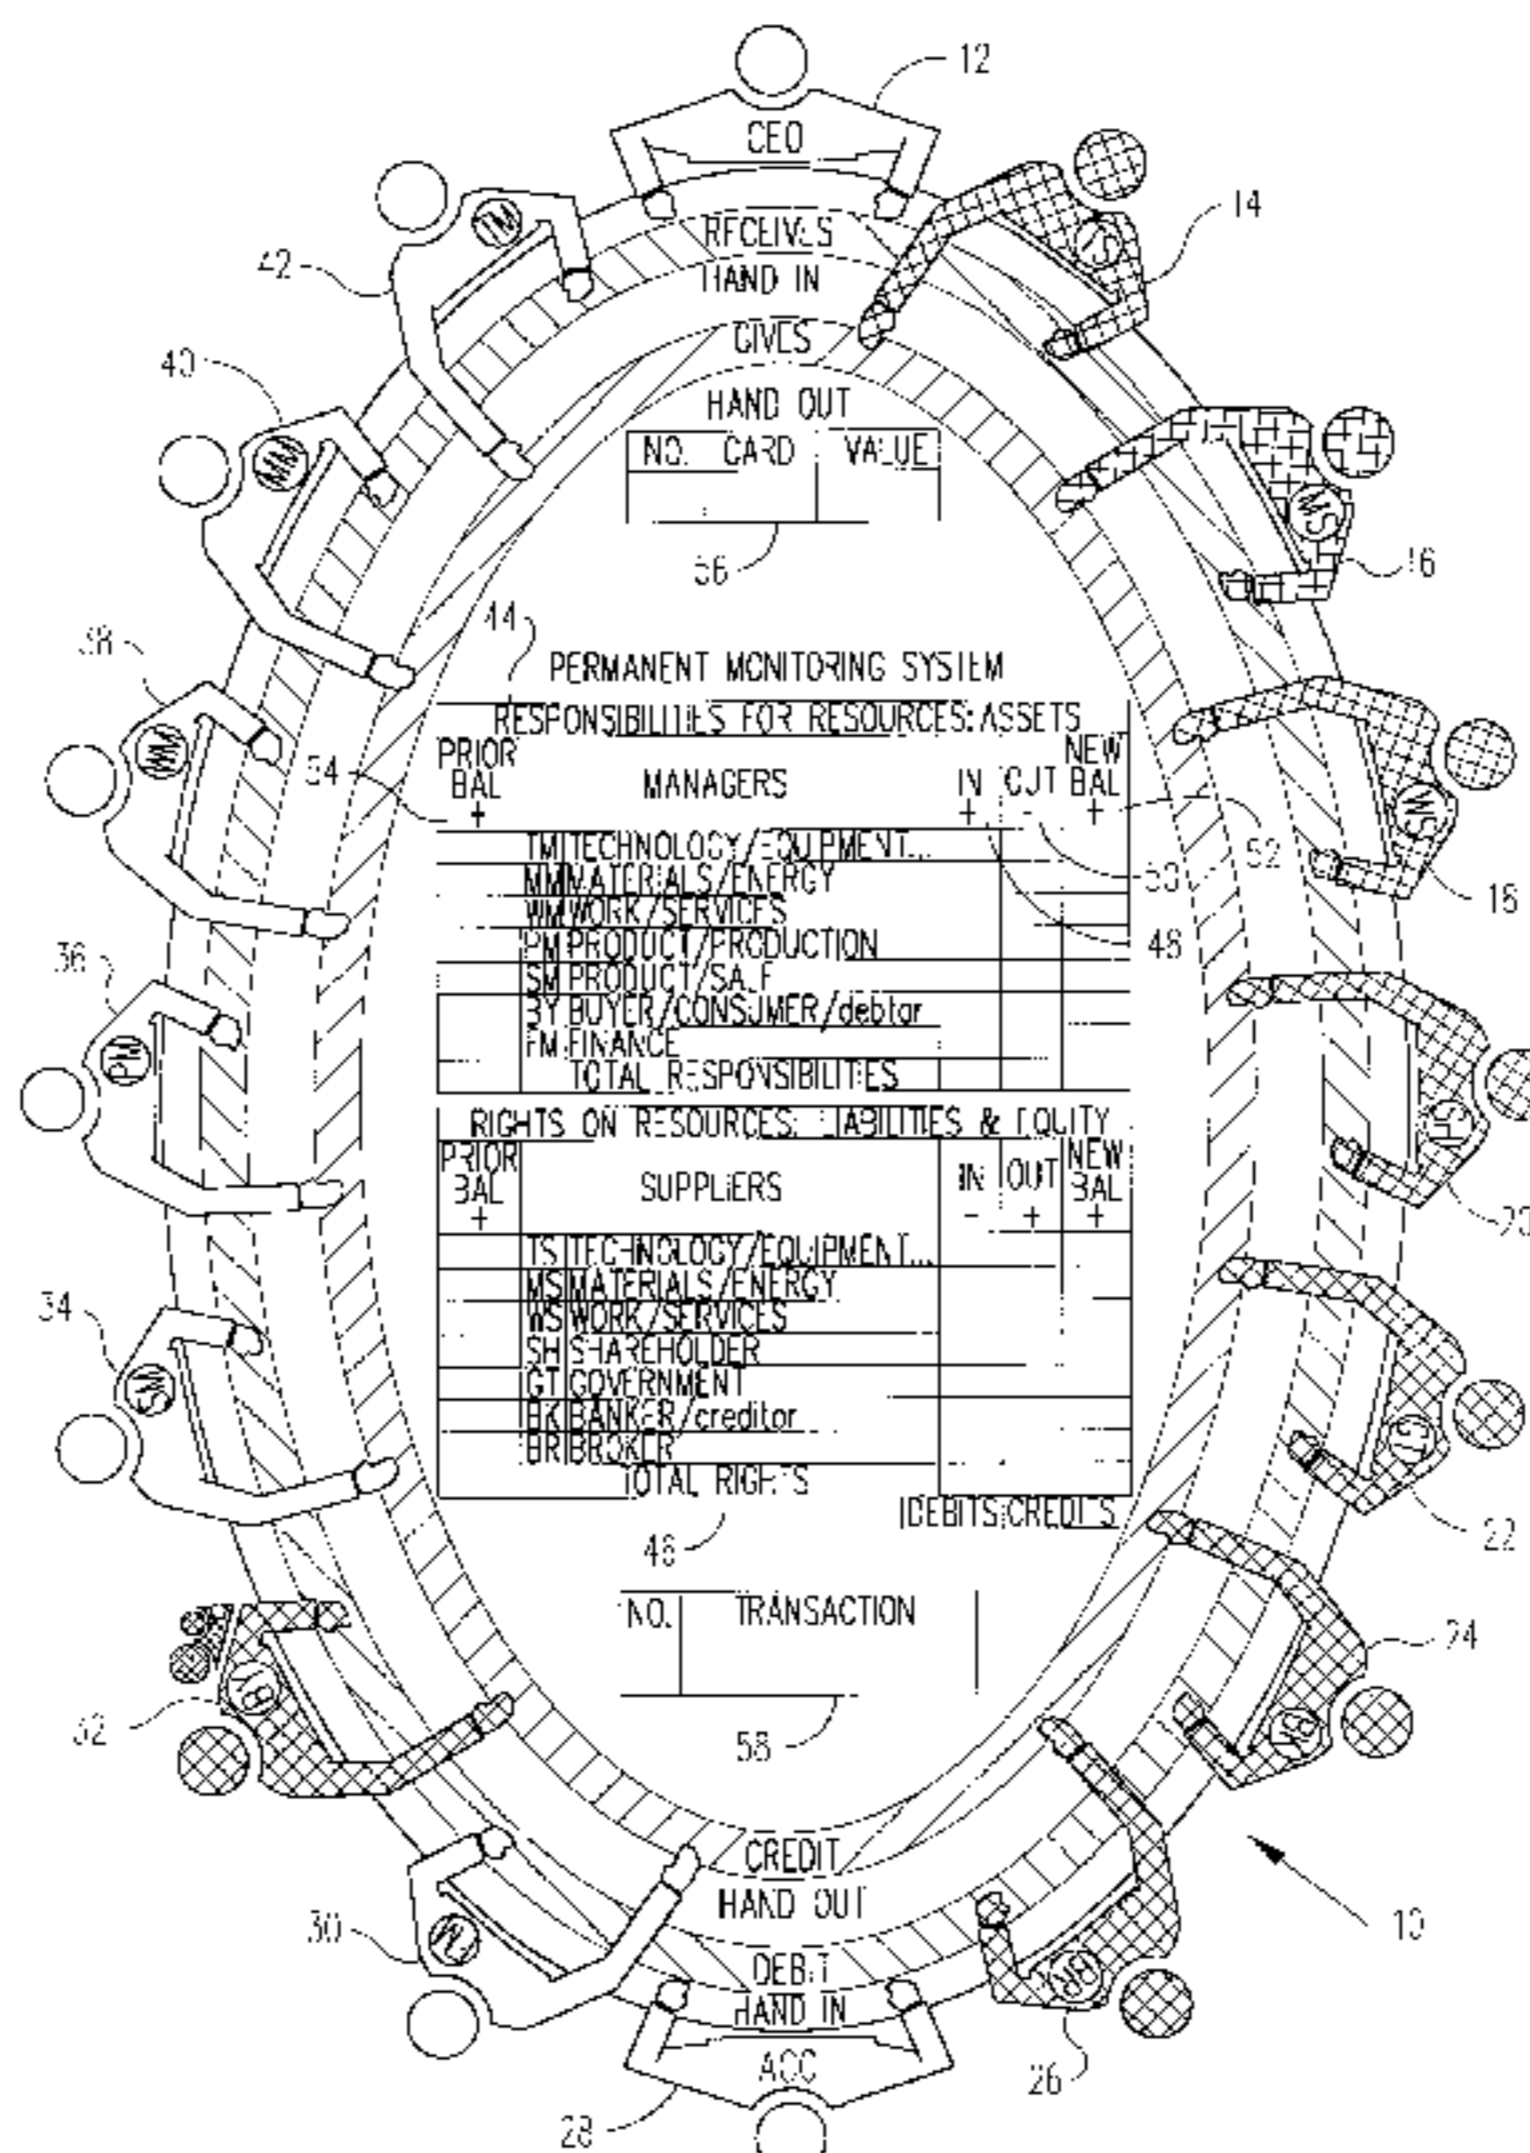 12
CEO
14
TM
RECEIVES
TS
42
HAND IN
GIVES
40
HAND OUT
MM
NO. CARD VALUE
MS
56
16
44
38
PERMANENT MONITORING SYSTEM
RESPONSIBILITIES FOR RESOURCES: ASSETS
WM
54
PRIOR BAL +
MANAGERS
IN +
OUT -
NEW BAL +
WS
52
TM TECHNOLOGY/EQUIPMENT...
MM MATERIALS/ENERGY
50
18
WM WORK/SERVICES
PM PRODUCT/PRODUCTION
48
36
SM PRODUCT/SALE
BY BUYER/CONSUMER/debtor
FM FINANCE
PM
TOTAL RESPONSIBILITIES
RIGHTS ON RESOURCES: LIABILITIES & EQUITY
SH
PRIOR BAL +
SUPPLIERS
IN -
OUT +
NEW BAL +
20
TS TECHNOLOGY/EQUIPMENT...
MS MATERIALS/ENERGY
34
WS WORK/SERVICES
SH SHAREHOLDER
SM
GT GOVERNMENT
BK BANKER/creditor
GT
BR BROKER
TOTAL RIGHTS
DEBITS CREDITS
22
46
NO. TRANSACTION
24
BY
32
BK
58
CREDIT
HAND OUT
10
30
FM
DEBIT
BR
HAND IN
ACC
26
28